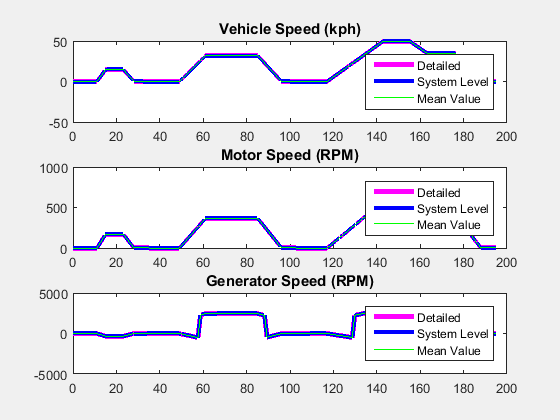 Vehicle Speed (kph)
50
0
-50
Detailed
System Level
Mean Value
0 20 40 60 80 100 120 140 160 180 200
Motor Speed (RPM)
1000
500
0
Detailed
System Level
Mean Value
0 20 40 60 80 100 120 140 160 180 200
Generator Speed (RPM)
5000
0
-5000
Detailed
System Level
Mean Value
0 20 40 60 80 100 120 140 160 180 200